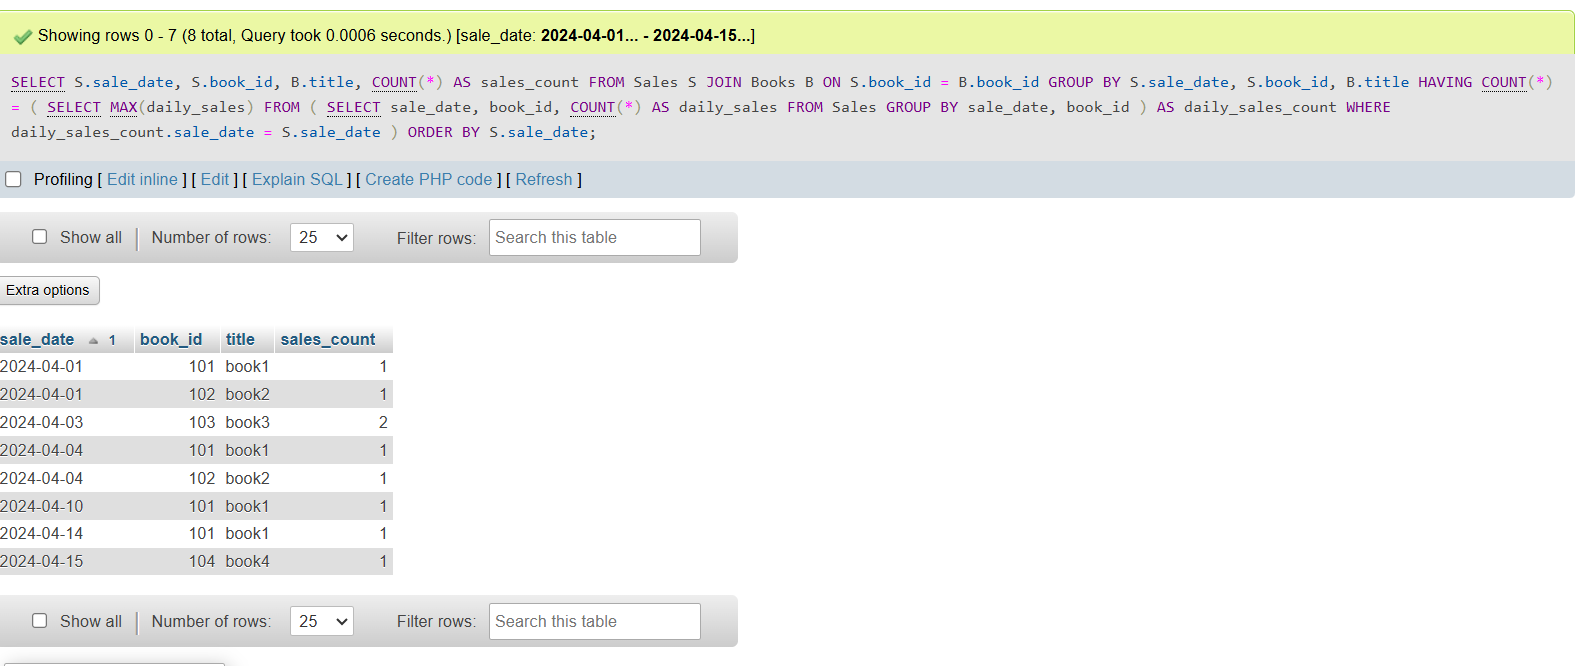 Showing rows 0 - 7 (8 total, Query took 0.0006 seconds.) [sale_date: 2024-04-01... - 2024-04-15...]
SELECT S.sale_date, S.book_id, B.title, COUNT(*) AS sales_count FROM Sales S JOIN Books B ON S.book_id = B.book_id GROUP BY S.sale_date, S.book_id, B.title HAVING COUNT(*)
= ( SELECT MAX(daily_sales) FROM ( SELECT sale_date, book_id, COUNT(*) AS daily_sales FROM Sales GROUP BY sale_date, book_id ) AS daily_sales_count WHERE
daily_sales_count.sale_date = S.sale_date ) ORDER BY S.sale_date;
Profiling [ Edit inline ] [ Edit ] [ Explain SQL ] [ Create PHP code ] [ Refresh ]
Show all | Number of rows: 25 Filter rows: Search this table
Extra options
sale_date 1 book_id title sales_count
2024-04-01 101 book1 1
2024-04-01 102 book2 1
2024-04-03 103 book3 2
2024-04-04 101 book1 1
2024-04-04 102 book2 1
2024-04-10 101 book1 1
2024-04-14 101 book1 1
2024-04-15 104 book4 1
Show all | Number of rows: 25 Filter rows: Search this table